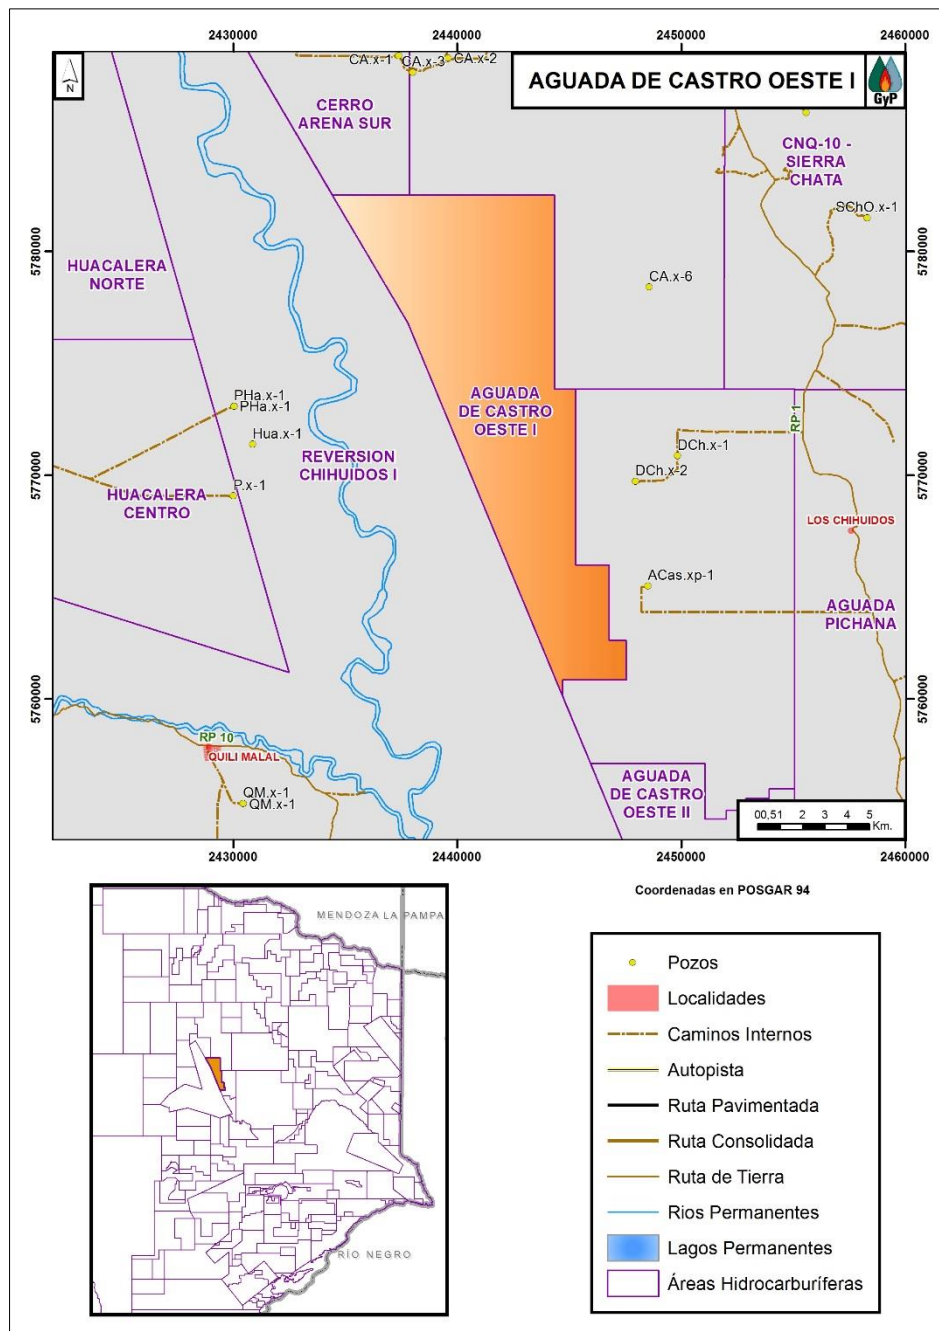 2430000
2440000
2450000
2460000
N
CA.x-1
CA.x-3
CA.x-2
AGUADA DE CASTRO OESTE I
GyP
CERRO
ARENA SUR
CNQ-10 -
SIERRA
CHATA
SChO.x-1
5780000
5780000
HUACALERA
NORTE
CA.x-6
PHa.x-1
PHa.x-1
AGUADA
DE CASTRO
OESTE I
RP 1
Hua.x-1
DCh.x-1
REVERSION
CHIHUIDOS I
DCh.x-2
5770000
5770000
P.x-1
HUACALERA
CENTRO
LOS CHIHUIDOS
ACas.xp-1
AGUADA
PICHANA
5760000
5760000
RP 10
QUILI MALAL
QM.x-1
QM.x-1
AGUADA
DE CASTRO
OESTE II
00,51 2 3 4 5
Km.
2430000
2440000
2450000
2460000
Coordenadas en POSGAR 94
MENDOZA
LA PAMPA
RÍO NEGRO
Pozos
Localidades
Caminos Internos
Autopista
Ruta Pavimentada
Ruta Consolidada
Ruta de Tierra
Rios Permanentes
Lagos Permanentes
Áreas Hidrocarburíferas